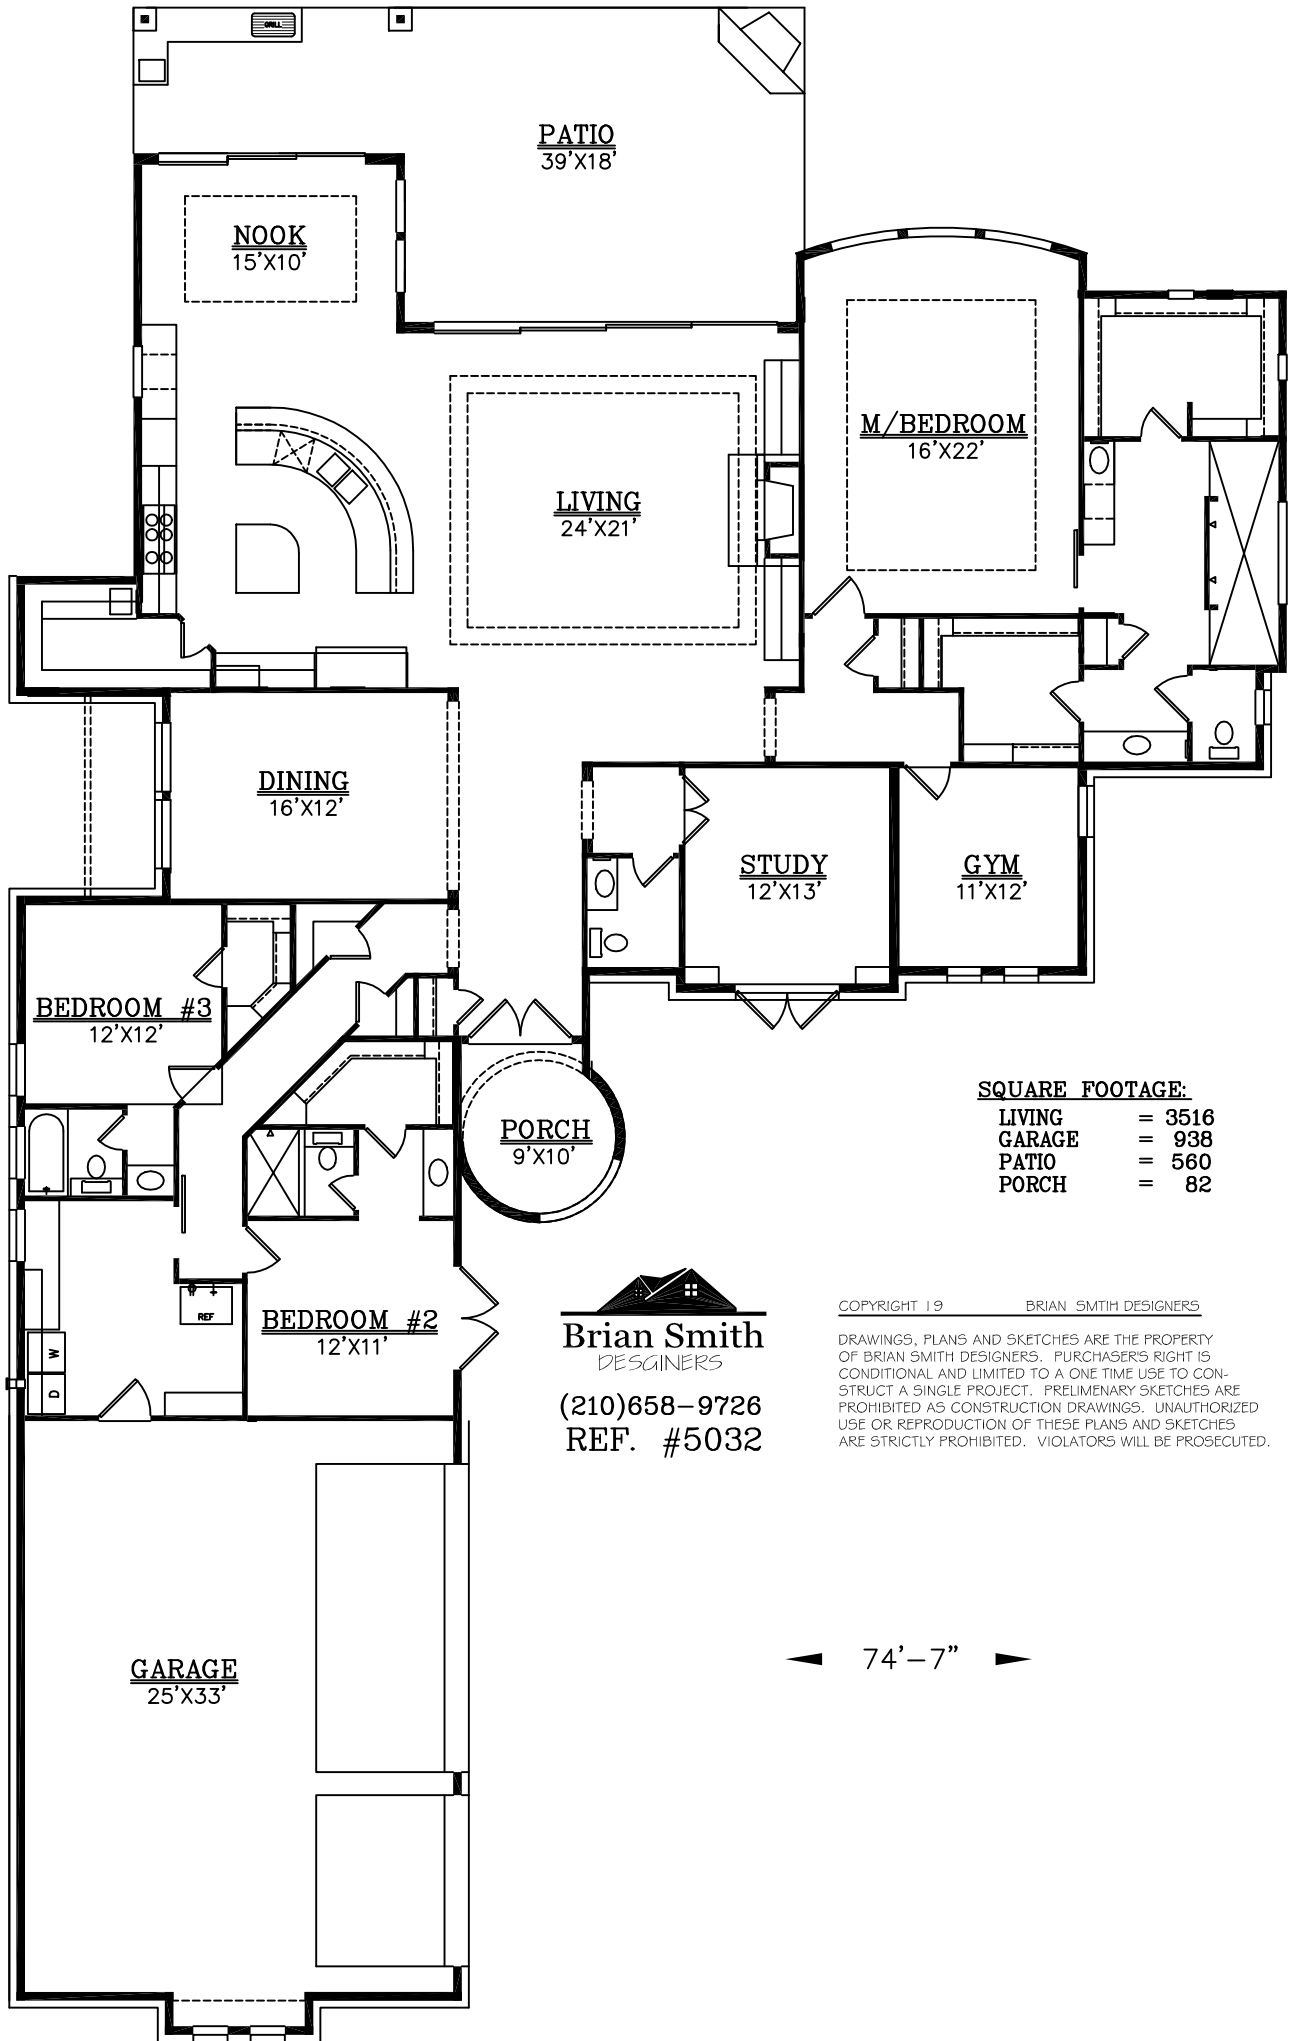 GRILL
PATIO
39'X18'
NOOK
15'X10'
M/BEDROOM
16'X22'
LIVING
24'X21'
DINING
16'X12'
STUDY
12'X13'
GYM
11'X12'
BEDROOM #3
12'X12'
PORCH
9'X10'
SQUARE FOOTAGE:
LIVING = 3516
GARAGE = 938
PATIO = 560
PORCH = 82
REF
BEDROOM #2
12'X11'
W
D
Brian Smith
DESGINERS
(210)658-9726
REF. #5032
COPYRIGHT 19 BRIAN SMTIH DESIGNERS
DRAWINGS, PLANS AND SKETCHES ARE THE PROPERTY
OF BRIAN SMITH DESIGNERS. PURCHASER'S RIGHT IS
CONDITIONAL AND LIMITED TO A ONE TIME USE TO CON-
STRUCT A SINGLE PROJECT. PRELIMENARY SKETCHES ARE
PROHIBITED AS CONSTRUCTION DRAWINGS. UNAUTHORIZED
USE OR REPRODUCTION OF THESE PLANS AND SKETCHES
ARE STRICTLY PROHIBITED. VIOLATORS WILL BE PROSECUTED.
GARAGE
25'X33'
74'-7"